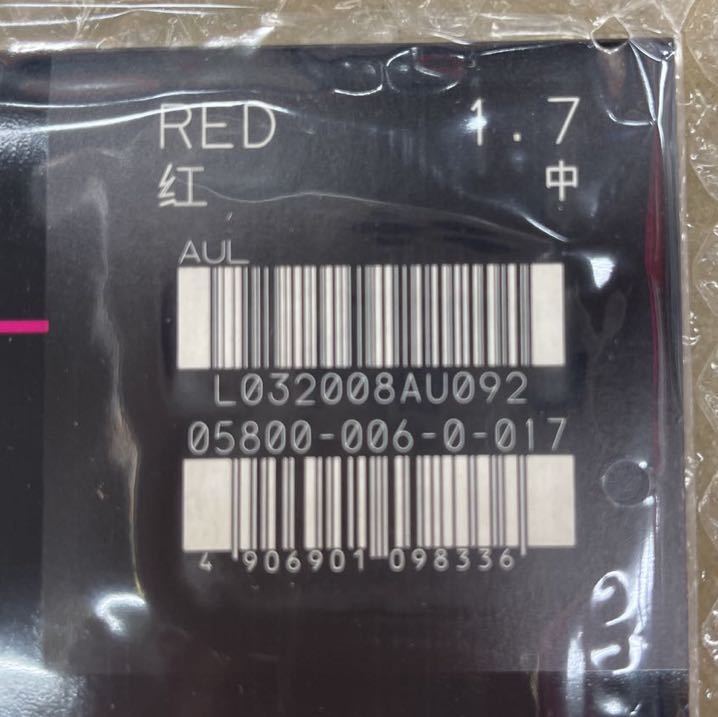 RED 1.7
红 中
AUL
L032008AU092
05800-006-0-017
4 906901 098336